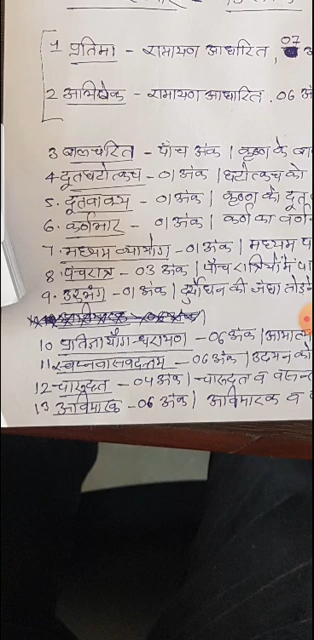 1 प्रतिमा - रामायण आधारित, 07
2 अभिषेक - रामायण आधारित. 06 अं
3 बालचरित - पाँच अंक | कृष्ण के बा
4 दूतघटोत्कच - 01 अंक | घटोत्कच को
5. दूतवाक्य - 01 अंक | कृष्ण को दूत
6. कर्णभार - 01 अंक | कर्ण का वर्ण
7. मध्यम व्यायोग - 01 अंक | मध्यम पा
8 पंचरात्र - 03 अंक | पाँच रात्रियों में पा
9. उरुभंग - 01 अंक | दुर्योधन की जंघा तोड़ने
10 प्रतिज्ञायौगन्धरायण - 06 अंक | आमात्य
11 स्वप्नवासवदत्तम - 06 अंक | उदयन को
12 - चारुदत्त - 04 अंक | - चारुदत्त व वसन्त
13 अविमारक - 06 अंक | अविमारक व